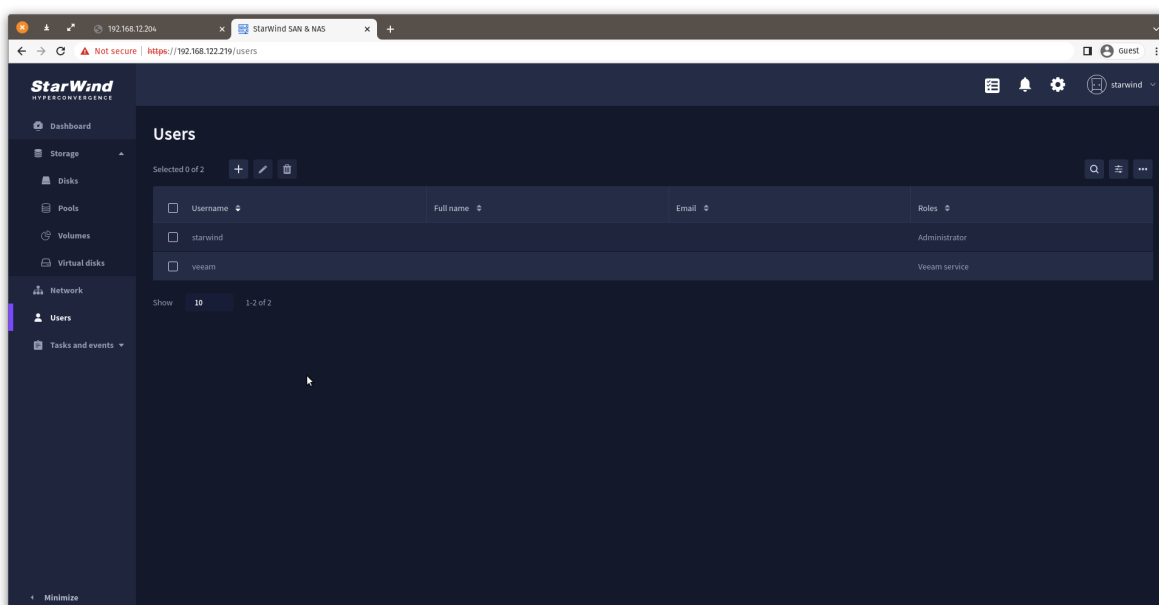 192.168.12.204
StarWind SAN & NAS
Not secure
https://192.168.122.219/users
Guest
StarWind
HYPERCONVERGENCE
starwind
Dashboard
Storage
Disks
Pools
Volumes
Virtual disks
Network
Users
Tasks and events
Minimize
Users
Selected 0 of 2
Username
Full name
Email
Roles
starwind
Administrator
veeam
Veeam service
Show
10
1-2 of 2